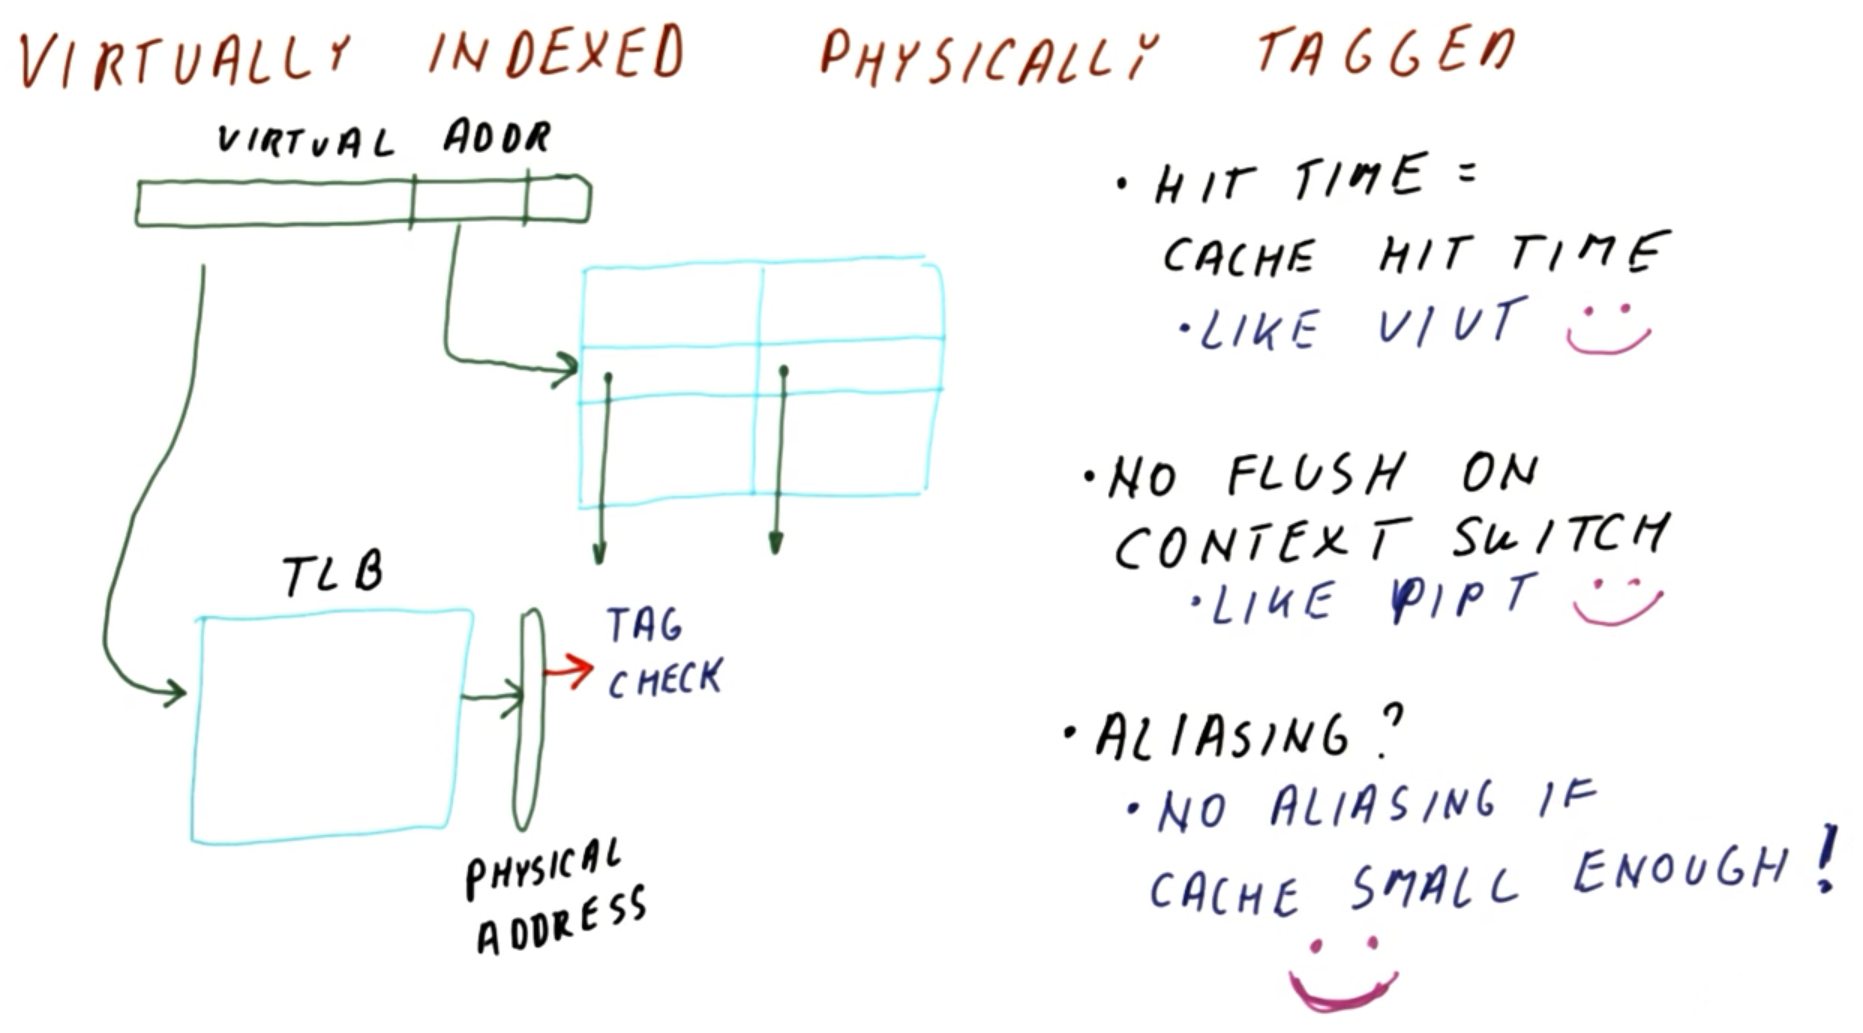 VIRTUALLY INDEXED PHYSICALLY TAGGED
VIRTUAL ADDR
TLB
TAG
CHECK
PHYSICAL
ADDRESS
• HIT TIME =
CACHE HIT TIME
• LIKE VIVT
• NO FLUSH ON
CONTEXT SWITCH
• LIKE PIPT
• ALIASING?
• NO ALIASING IF
CACHE SMALL ENOUGH!